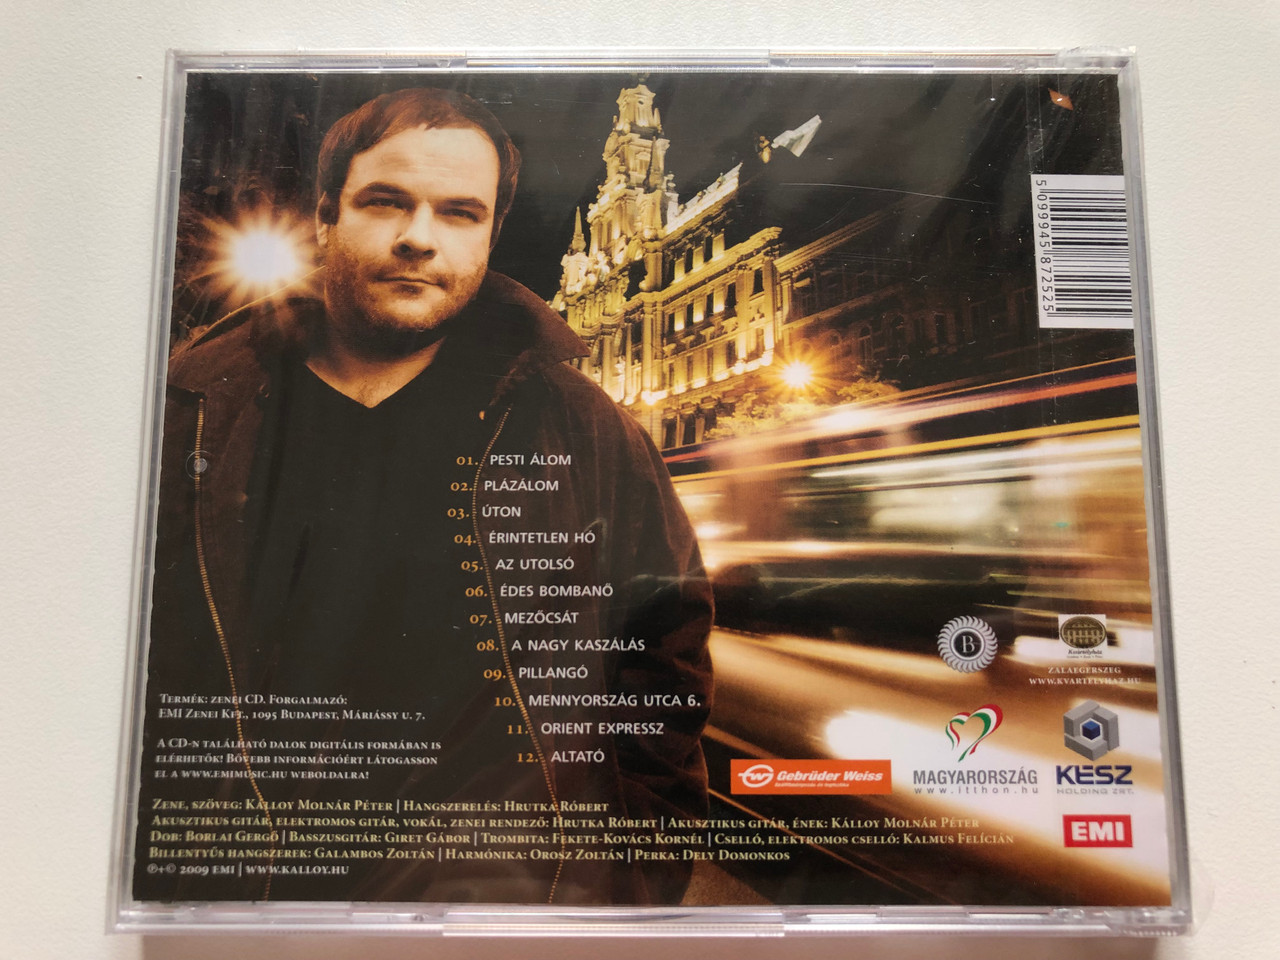 5 099945 872525
01. PESTI ÁLOM
02. PLÁZÁLOM
03. ÚTON
04. ÉRINTETLEN HÓ
05. AZ UTOLSÓ
06. ÉDES BOMBANŐ
07. MEZŐCSÁT
08. A NAGY KASZÁLÁS
09. PILLANGÓ
10. MENNYORSZÁG UTCA 6.
11. ORIENT EXPRESSZ
12. ALTATÓ
TERMÉK: ZENEI CD. FORGALMAZÓ:
EMI ZENEI KFT., 1095 BUDAPEST, MÁRIÁSSY U. 7.
A CD-N TALÁLHATÓ DALOK DIGITÁLIS FORMÁBAN IS
ELÉRHETŐK! BŐVEBB INFORMÁCIÓÉRT LÁTOGASSON
EL A WWW.EMIMUSIC.HU WEBOLDALRA!
B
Kvártélyház
ZALAEGERSZEG
WWW.KVARTELYHAZ.HU
Gebrüder Weiss
MAGYARORSZÁG
www.itthon.hu
KÉSZ
HOLDING ZRT.
EMI
ZENE, SZÖVEG: KÁLLOY MOLNÁR PÉTER | HANGSZERELÉS: HRUTKA RÓBERT
AKUSZTIKUS GITÁR, ELEKTROMOS GITÁR, VOKÁL, ZENEI RENDEZŐ: HRUTKA RÓBERT | AKUSZTIKUS GITÁR, ÉNEK: KÁLLOY MOLNÁR PÉTER
DOB: BORLAI GERGŐ | BASSZUSGITÁR: GIRET GÁBOR | TROMBITA: FEKETE-KOVÁCS KORNÉL | CSELLÓ, ELEKTROMOS CSELLÓ: KALMUS FELÍCIÁN
BILLENTYŰS HANGSZEREK: GALAMBOS ZOLTÁN | HARMÓNIKA: OROSZ ZOLTÁN | PERKA: DELY DOMONKOS
℗+© 2009 EMI | WWW.KALLOY.HU